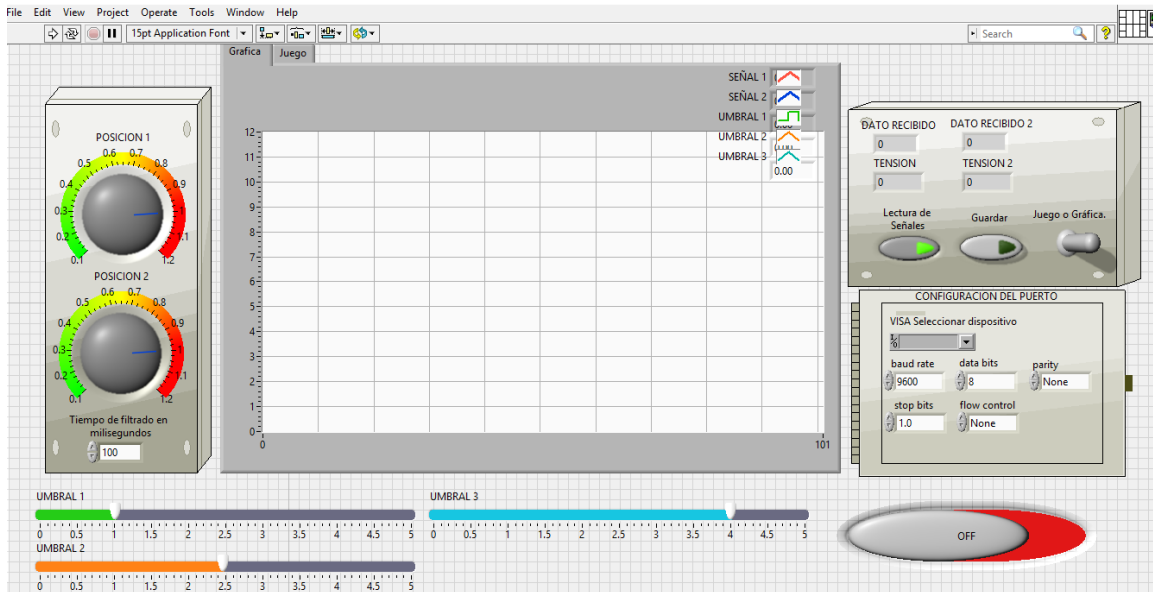 File Edit View Project Operate Tools Window Help
15pt Application Font
Search
Grafica Juego
SEÑAL 1
SEÑAL 2
UMBRAL 1
UMBRAL 2
UMBRAL 3
0.00
12
11
10
9
8
7
6
5
4
3
2
1
0
0 101
POSICION 1
0.1 0.2 0.3 0.4 0.5 0.6 0.7 0.8 0.9 1 1.1 1.2
POSICION 2
0.1 0.2 0.3 0.4 0.5 0.6 0.7 0.8 0.9 1 1.1 1.2
Tiempo de filtrado en
milisegundos
100
DATO RECIBIDO DATO RECIBIDO 2
0 0
TENSION TENSION 2
0 0
Lectura de
Señales
Guardar
Juego o Gráfica.
CONFIGURACION DEL PUERTO
VISA Seleccionar dispositivo
baud rate data bits parity
9600 8 None
stop bits flow control
1.0 None
UMBRAL 1
0 0.5 1 1.5 2 2.5 3 3.5 4 4.5 5
UMBRAL 2
0 0.5 1 1.5 2 2.5 3 3.5 4 4.5 5
UMBRAL 3
0 0.5 1 1.5 2 2.5 3 3.5 4 4.5 5
OFF